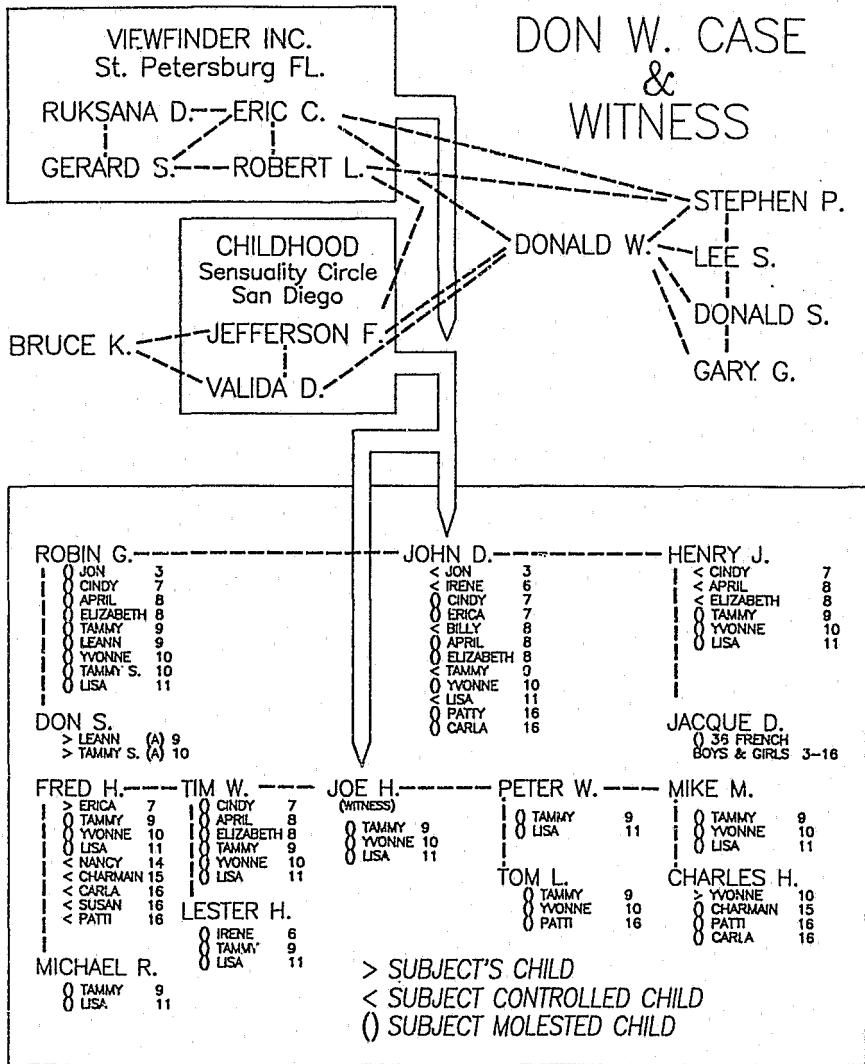 VIEWFINDER INC.
St. Petersburg FL.
DON W. CASE
&
WITNESS
RUKSANA D. ERIC C.
GERARD S. ROBERT L.
STEPHEN P.
CHILDHOOD
Sensuality Circle
San Diego
DONALD W. LEE S.
BRUCE K. JEFFERSON F. DONALD S.
VALIDA D. GARY G.
ROBIN G.
() JON 3
() CINDY 7
() APRIL 8
() ELIZABETH 8
() TAMMY 9
() LEANN 9
() YVONNE 10
() TAMMY S. 10
() LISA 11
JOHN D.
< JON 3
< IRENE 6
() CINDY 7
() ERICA 7
< BILLY 8
() APRIL 8
() ELIZABETH 8
< TAMMY 9
() YVONNE 10
< LISA 11
() PATTY 16
() CARLA 16
HENRY J.
< CINDY 7
< APRIL 8
< ELIZABETH 8
() TAMMY 9
() YVONNE 10
() LISA 11
DON S.
> LEANN (A) 9
> TAMMY S. (A) 10
JACQUE D.
() 36 FRENCH
BOYS & GIRLS 3-16
FRED H.
> ERICA 7
() TAMMY 9
() YVONNE 10
() LISA 11
< NANCY 14
< CHARMAIN 15
< CARLA 16
< SUSAN 16
< PATTI 16
TIM W.
() CINDY 7
() APRIL 8
() ELIZABETH 8
() TAMMY 9
() YVONNE 10
() LISA 11
JOE H.
(WITNESS)
() TAMMY 9
() YVONNE 10
() LISA 11
PETER W.
() TAMMY 9
() LISA 11
MIKE M.
() TAMMY 9
() YVONNE 10
() LISA 11
TOM L.
() TAMMY 9
() YVONNE 10
() PATTI 16
CHARLES H.
> YVONNE 10
() CHARMAIN 15
() PATTI 16
() CARLA 16
LESTER H.
() IRENE 6
() TAMMY 9
() LISA 11
MICHAEL R.
() TAMMY 9
() LISA 11
> SUBJECT'S CHILD
< SUBJECT CONTROLLED CHILD
() SUBJECT MOLESTED CHILD